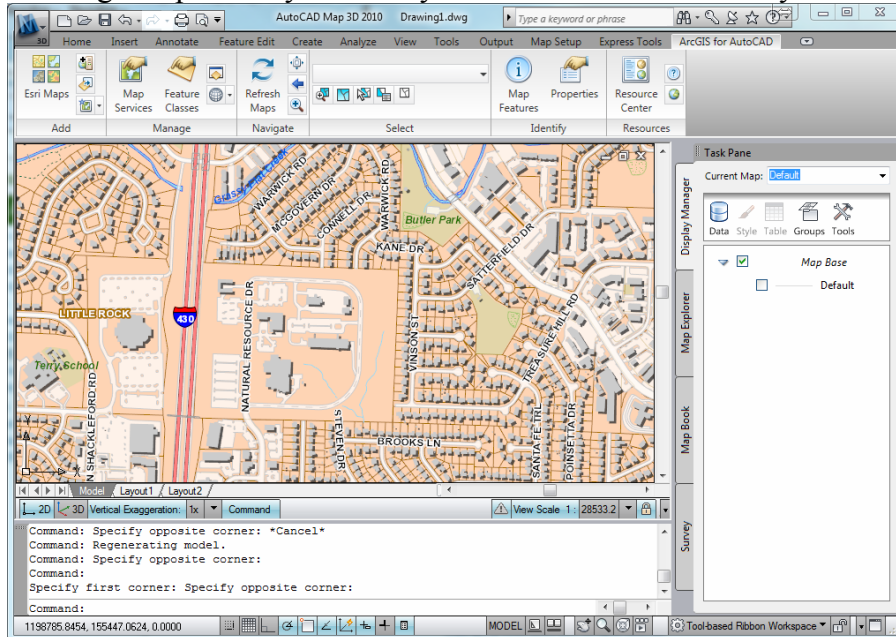 AutoCAD Map 3D 2010 Drawing1.dwg
Type a keyword or phrase
3D Home Insert Annotate Feature Edit Create Analyze View Tools Output Map Setup Express Tools ArcGIS for AutoCAD
Esri Maps
Map Services
Feature Classes
Refresh Maps
Map Features
Properties
Resource Center
Add Manage Navigate Select Identify Resources
Grassy Flat Creek
WARWICK RD
MCGOVERN DR
CONNELL DR
WARWICK RD
Butler Park
KANE DR
SATTERFIELD DR
LITTLE ROCK
430
NATURAL RESOURCE DR
VINSON ST
TREASURE HILL RD
Terry School
N SHACKLEFORD RD
STEVEN DR
BROOKS LN
SANTA FE TRL
POINSETTA DR
Y
X
Model Layout1 Layout2
2D 3D Vertical Exaggeration: 1x Command
View Scale 1 : 28533.2
Command: Specify opposite corner: *Cancel*
Command: Regenerating model.
Command: Specify opposite corner:
Command:
Specify first corner: Specify opposite corner:
Command:
1198785.8454, 155447.0624, 0.0000
MODEL
Tool-based Ribbon Workspace
Task Pane
Current Map: Default
Data Style Table Groups Tools
Map Base
Default
Display Manager
Map Explorer
Map Book
Survey